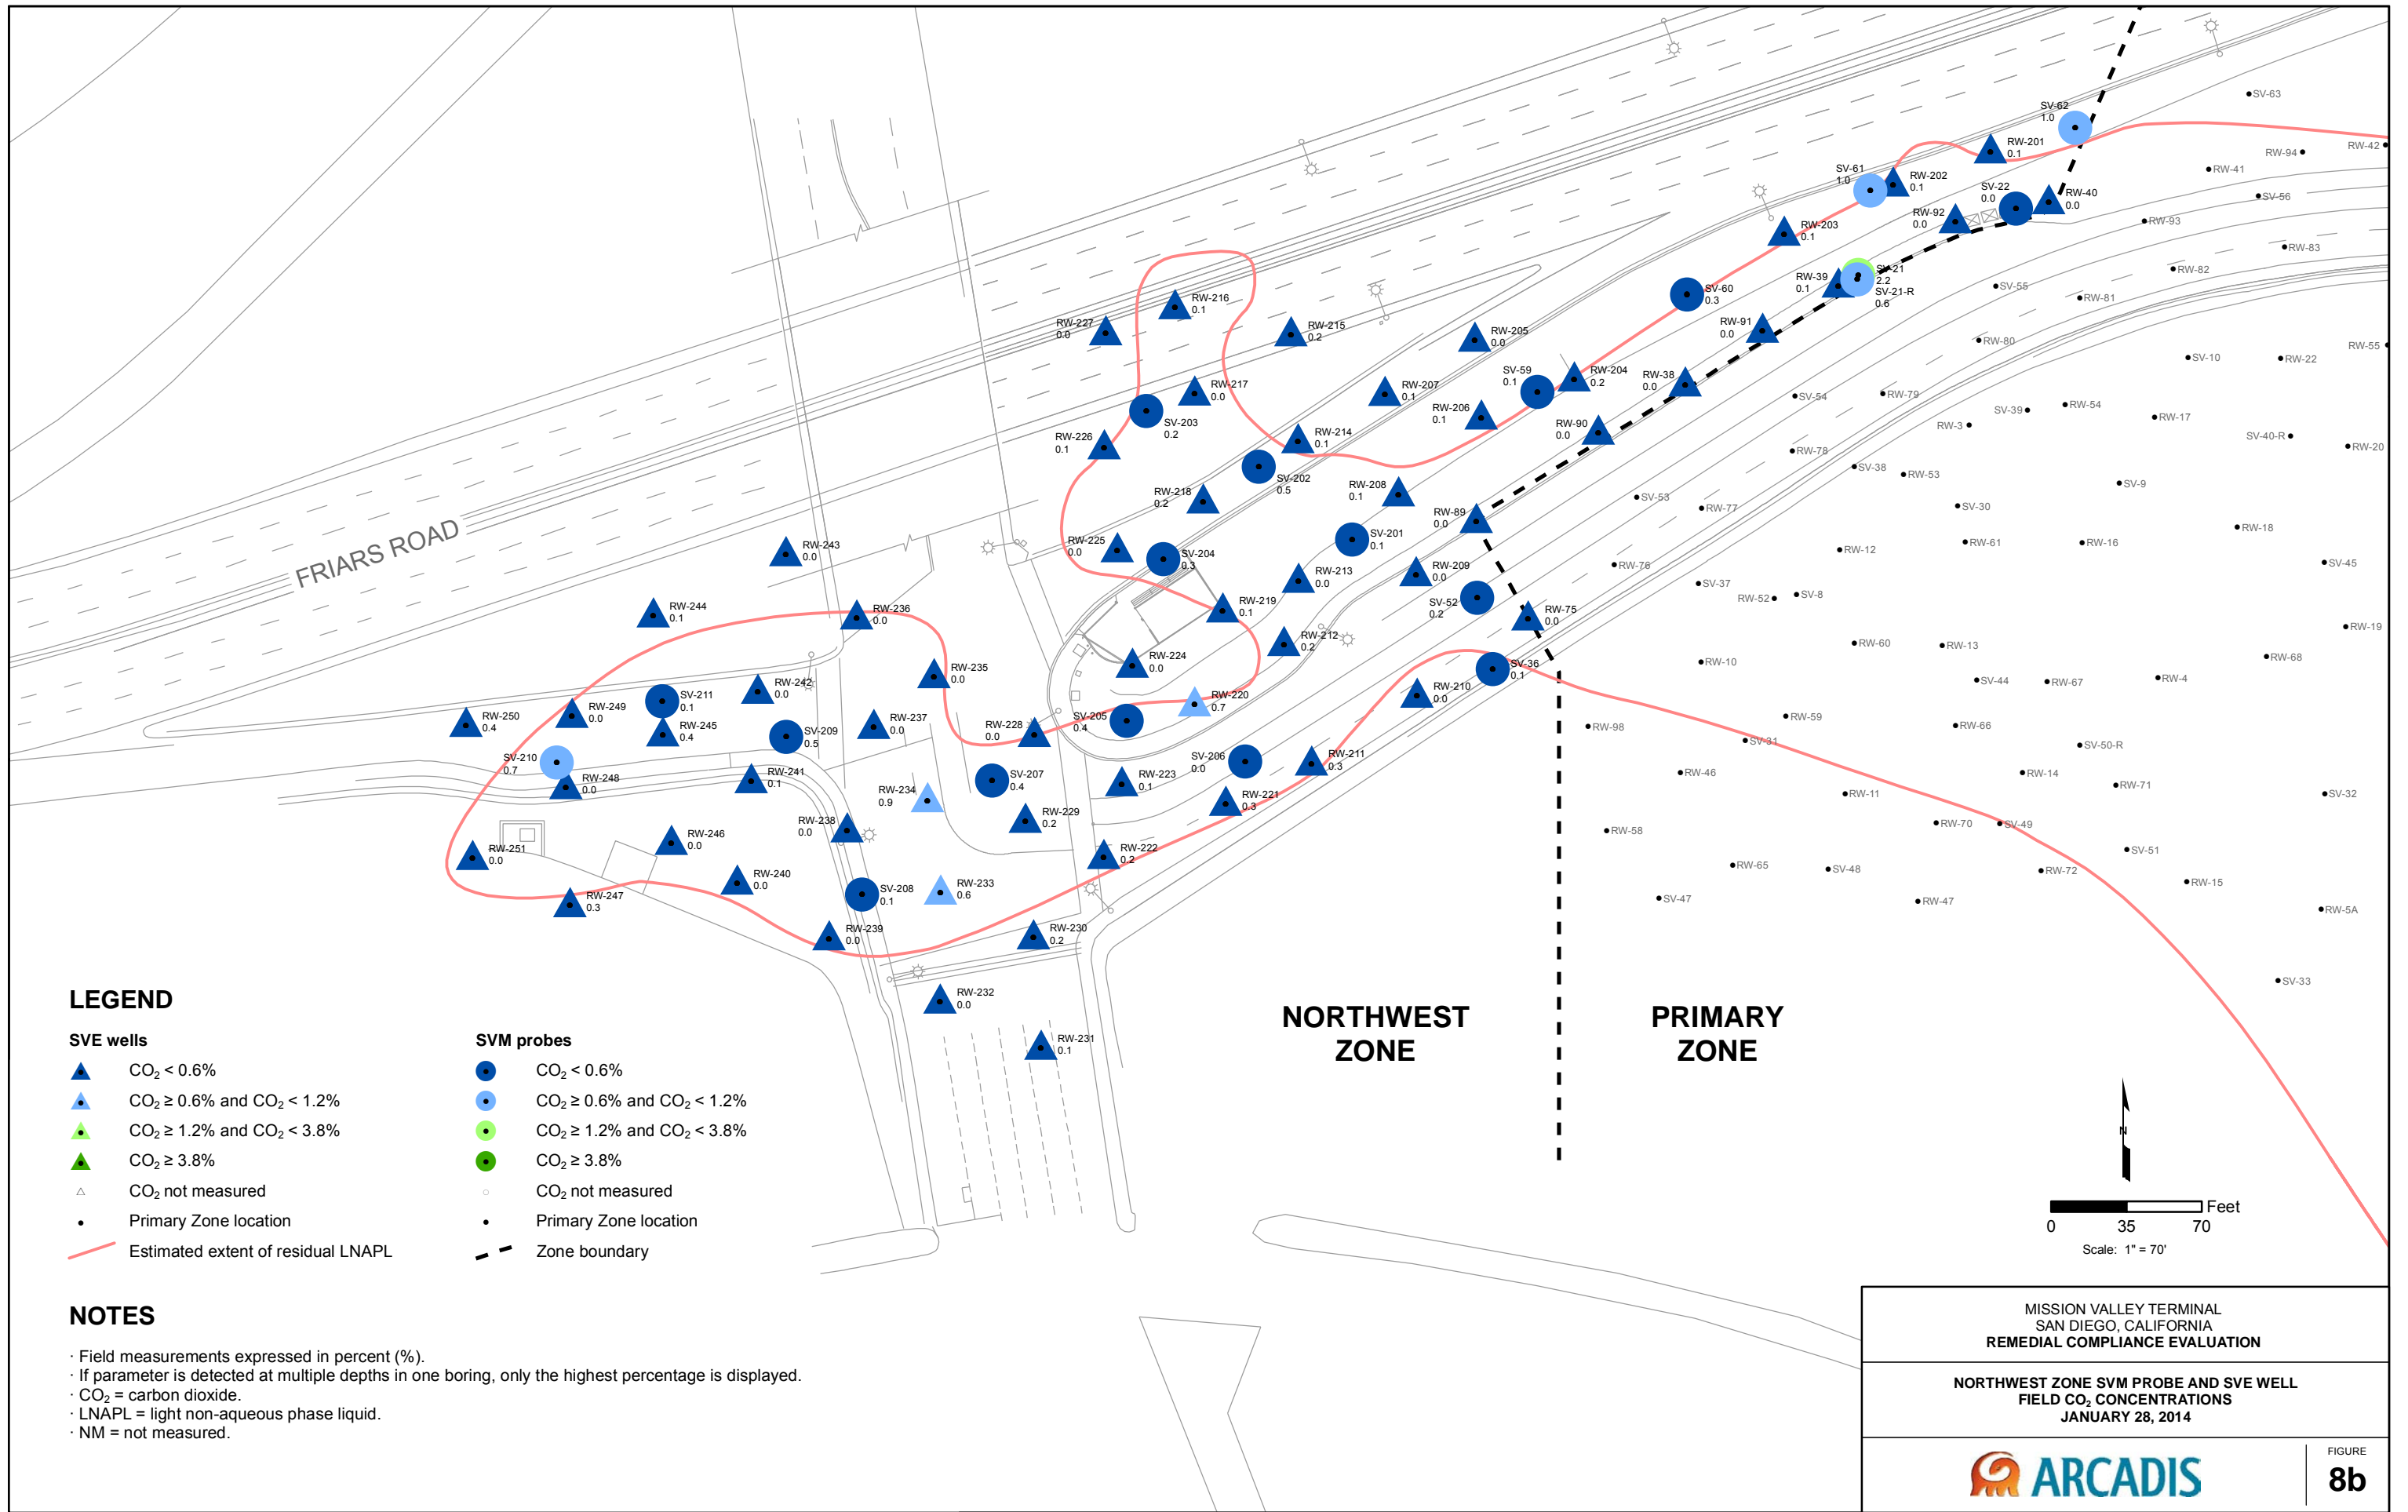 SV-63
SV-62
1.0
RW-42
RW-94
RW-201
0.1
RW-41
SV-61
1.0
RW-202
0.1
SV-22
0.0
RW-40
0.0
SV-56
RW-92
0.0
RW-93
RW-203
0.1
RW-83
RW-82
SV-21
2.2
SV-21-R
0.6
RW-39
0.1
SV-55
RW-81
SV-60
0.3
RW-216
0.1
RW-227
0.0
RW-215
0.2
RW-205
0.0
RW-91
0.0
RW-80
RW-55
SV-10
RW-22
SV-59
0.1
RW-204
0.2
RW-38
0.0
RW-217
0.0
RW-207
0.1
SV-54
RW-79
SV-203
0.2
RW-206
0.1
SV-39
RW-54
RW-17
RW-3
RW-90
0.0
RW-226
0.1
RW-214
0.1
SV-40-R
RW-20
RW-78
SV-202
0.5
SV-38
RW-53
SV-9
RW-218
0.2
RW-208
0.1
SV-53
RW-77
SV-30
RW-89
0.0
RW-18
FRIARS ROAD
RW-243
0.0
RW-225
0.0
SV-204
0.3
SV-201
0.1
RW-12
RW-61
RW-16
SV-45
RW-76
RW-213
0.0
RW-209
0.0
SV-37
RW-52
SV-8
SV-52
0.2
RW-244
0.1
RW-236
0.0
RW-219
0.1
RW-75
0.0
RW-19
RW-212
0.2
RW-60
RW-13
RW-68
RW-224
0.0
RW-10
SV-36
0.1
RW-235
0.0
SV-44
RW-67
RW-4
RW-242
0.0
SV-211
0.1
RW-220
0.7
RW-210
0.0
RW-250
0.4
RW-249
0.0
RW-245
0.4
SV-209
0.5
RW-237
0.0
RW-228
0.0
SV-205
0.4
RW-98
RW-59
RW-66
SV-31
SV-50-R
SV-210
0.7
RW-248
0.0
RW-241
0.1
SV-207
0.4
RW-223
0.1
SV-206
0.0
RW-211
0.3
RW-46
RW-14
RW-71
RW-234
0.9
RW-221
0.3
RW-11
SV-32
RW-229
0.2
RW-238
0.0
RW-58
RW-70
SV-49
RW-251
0.0
RW-246
0.0
RW-222
0.2
SV-51
RW-65
SV-48
RW-72
RW-15
RW-240
0.0
SV-208
0.1
RW-233
0.6
SV-47
RW-47
RW-5A
RW-247
0.3
RW-239
0.0
RW-230
0.2
SV-33
RW-232
0.0
RW-231
0.1
NORTHWEST
ZONE
PRIMARY
ZONE
LEGEND
SVE wells
CO₂ < 0.6%
CO₂ ≥ 0.6% and CO₂ < 1.2%
CO₂ ≥ 1.2% and CO₂ < 3.8%
CO₂ ≥ 3.8%
CO₂ not measured
Primary Zone location
Estimated extent of residual LNAPL
SVM probes
CO₂ < 0.6%
CO₂ ≥ 0.6% and CO₂ < 1.2%
CO₂ ≥ 1.2% and CO₂ < 3.8%
CO₂ ≥ 3.8%
CO₂ not measured
Primary Zone location
Zone boundary
NOTES
· Field measurements expressed in percent (%).
· If parameter is detected at multiple depths in one boring, only the highest percentage is displayed.
· CO₂ = carbon dioxide.
· LNAPL = light non-aqueous phase liquid.
· NM = not measured.
N
Feet
0 35 70
Scale: 1" = 70'
MISSION VALLEY TERMINAL
SAN DIEGO, CALIFORNIA
REMEDIAL COMPLIANCE EVALUATION
NORTHWEST ZONE SVM PROBE AND SVE WELL
FIELD CO₂ CONCENTRATIONS
JANUARY 28, 2014
ARCADIS
FIGURE
8b